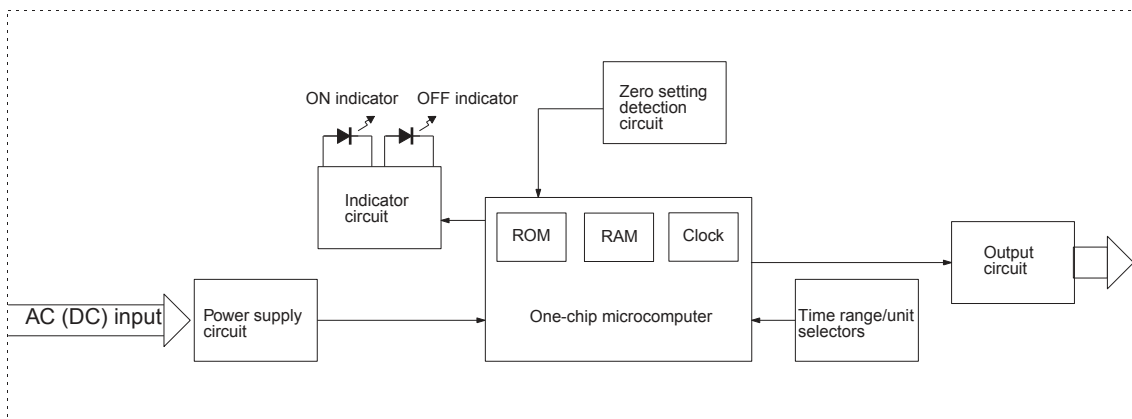 Zero setting
detection
circuit
ON indicator
OFF indicator
Indicator
circuit
ROM
RAM
Clock
Output
circuit
AC (DC) input
Power supply
circuit
One-chip microcomputer
Time range/unit
selectors